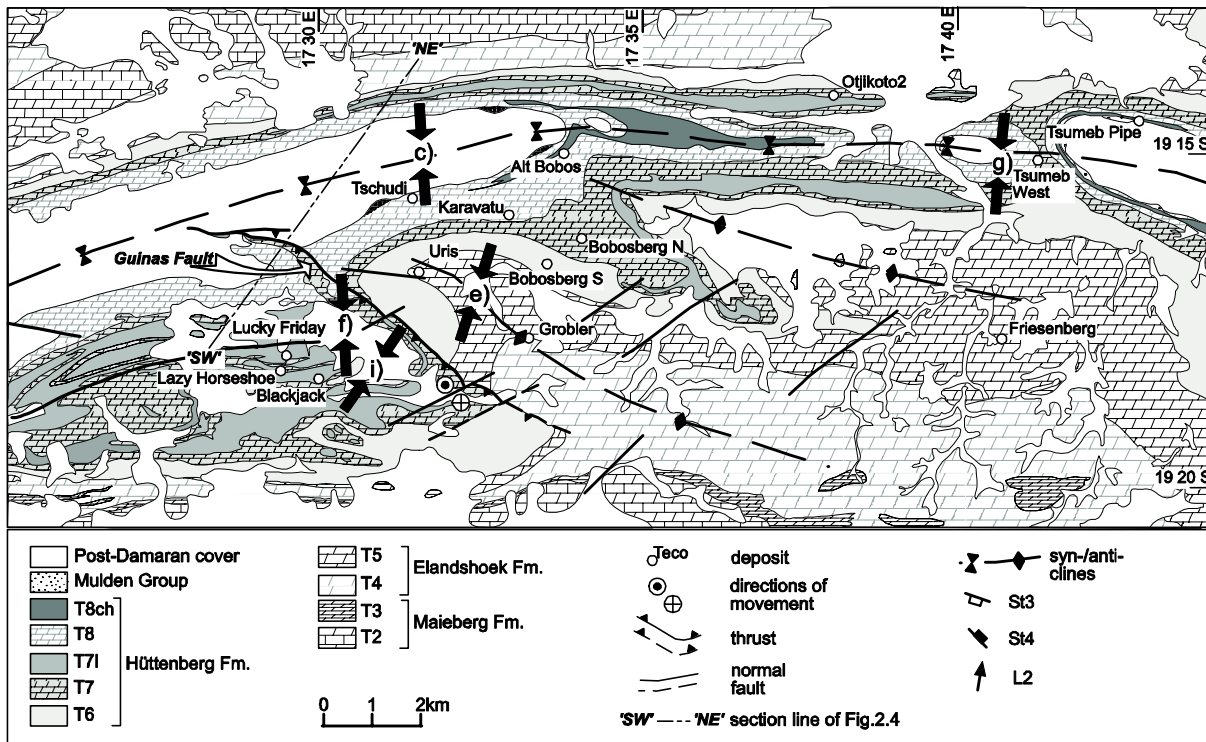 17 30 E
17 35 E
17 40 E
'NE'
Otjikoto2
Tsumeb Pipe
19 15 S
c).
g)
Alt Bobos
Tsumeb
West
Tschudi
Karavatu
Guinas Fault
Uris
Bobosberg N
Bobosberg S
e)
f)
Lucky Friday
Grobler
Friesenberg
'SW'
i)
Lazy Horseshoe
Blackjack
19 20 S
Post-Damaran cover
Mulden Group
T8ch
T8
T7l
T7
T6
Hüttenberg Fm.
T5
T4
Elandshoek Fm.
T3
T2
Maieberg Fm.
0 1 2km
Teco
deposit
directions of
movement
thrust
normal
fault
'SW' --- 'NE' section line of Fig.2.4
syn-/anti-
clines
St3
St4
L2